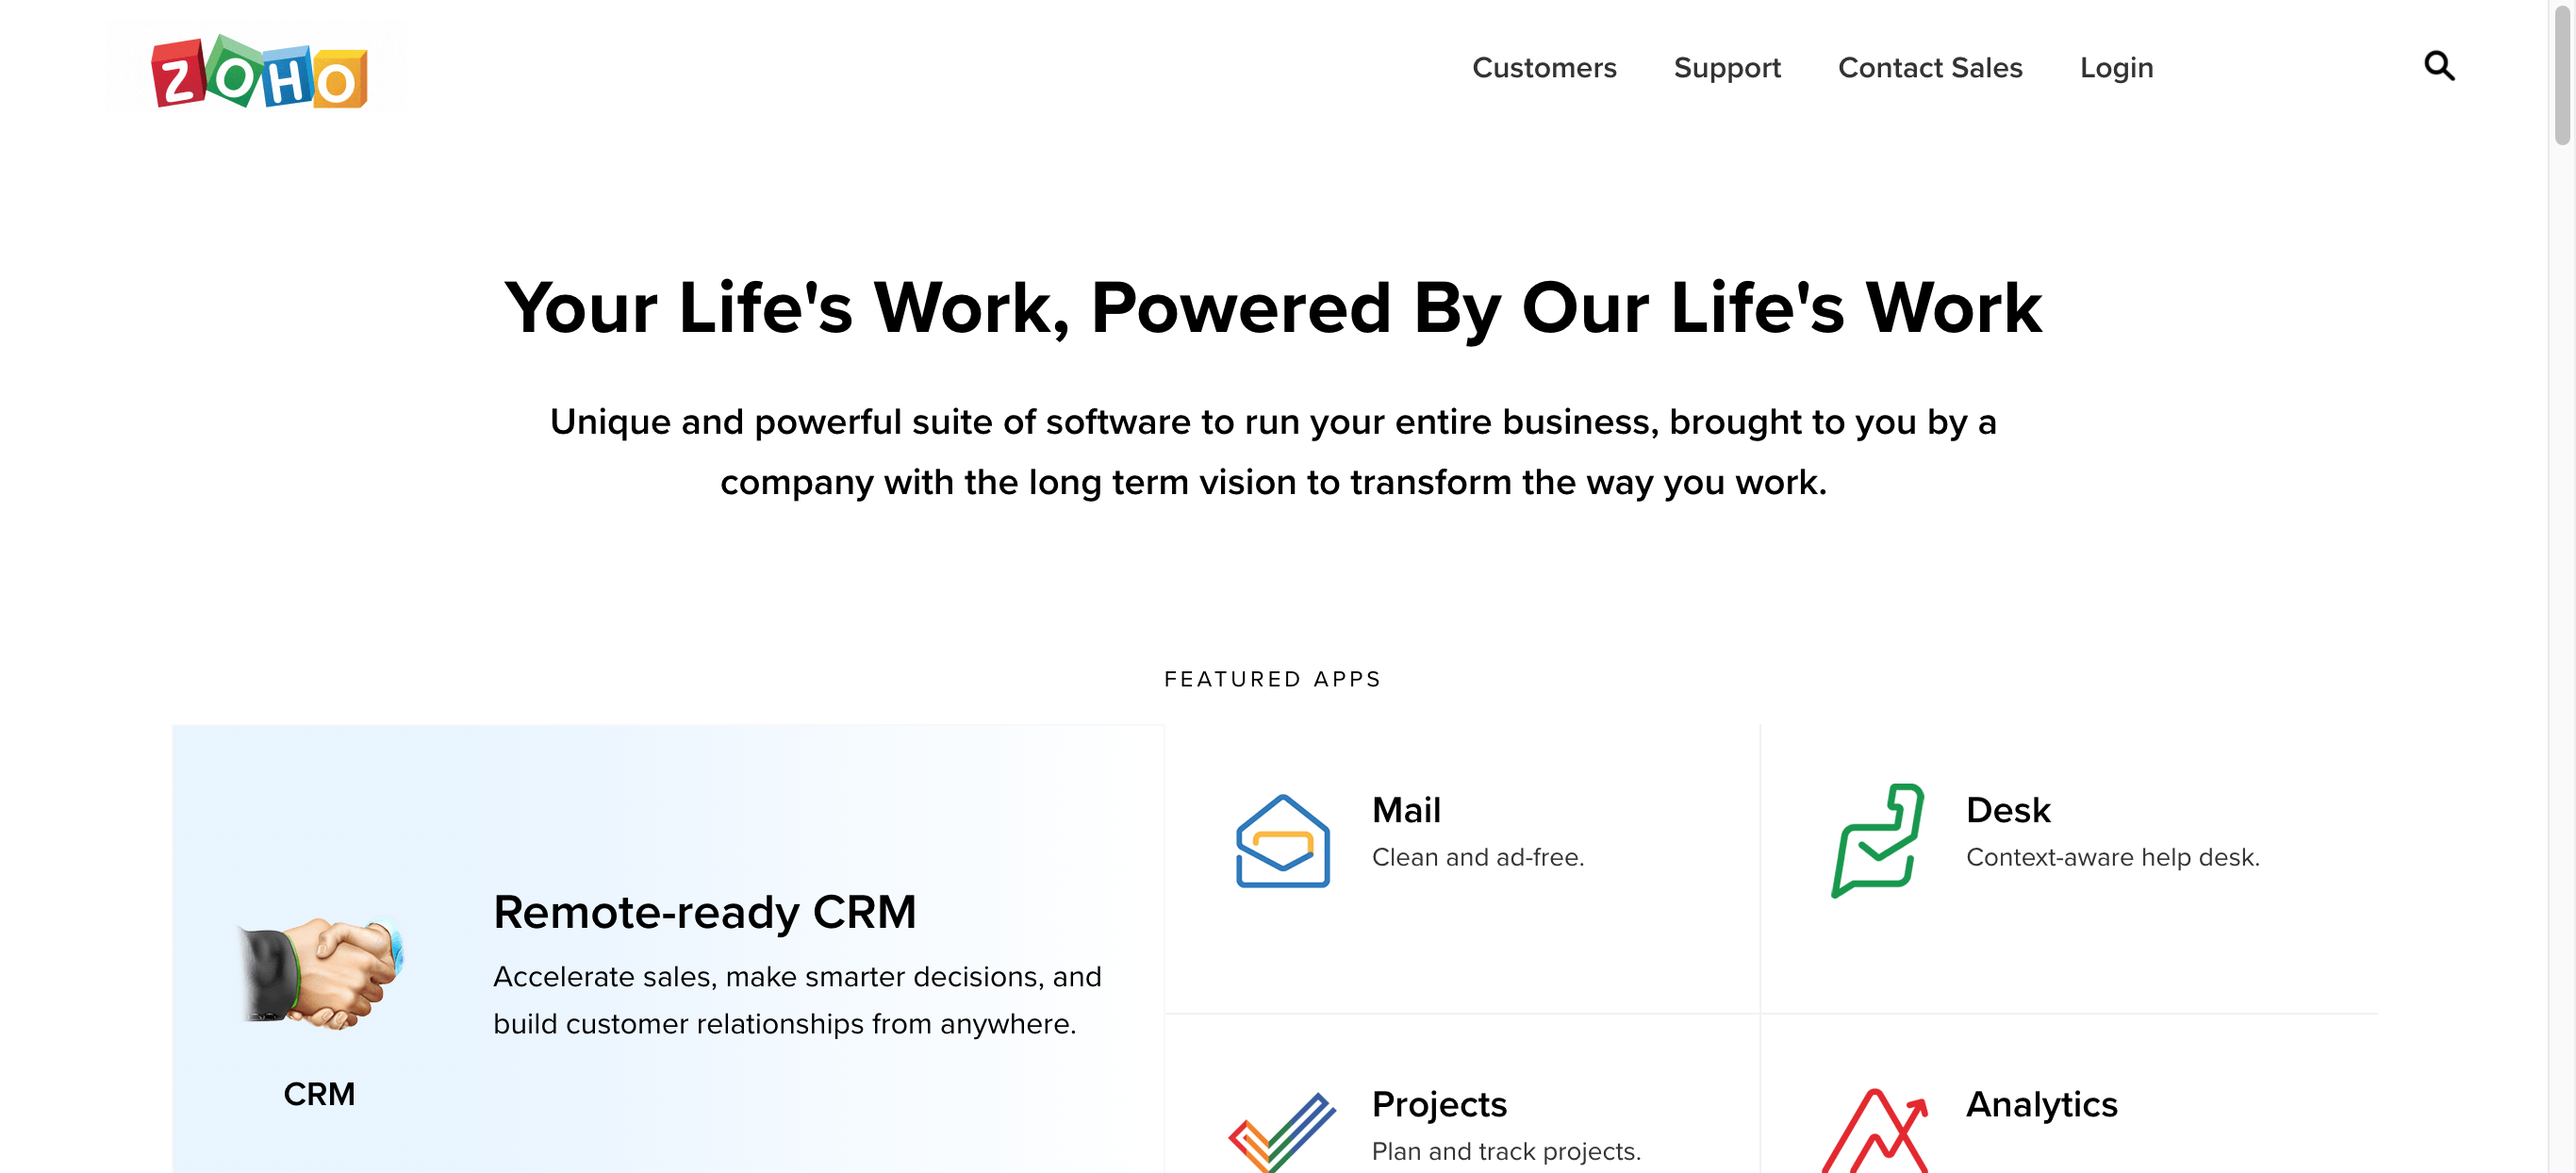 ZOHO
Customers
Support
Contact Sales
Login
Your Life's Work, Powered By Our Life's Work
Unique and powerful suite of software to run your entire business, brought to you by a
company with the long term vision to transform the way you work.
FEATURED APPS
Remote-ready CRM
Accelerate sales, make smarter decisions, and
build customer relationships from anywhere.
CRM
Mail
Clean and ad-free.
Desk
Context-aware help desk.
Projects
Plan and track projects.
Analytics